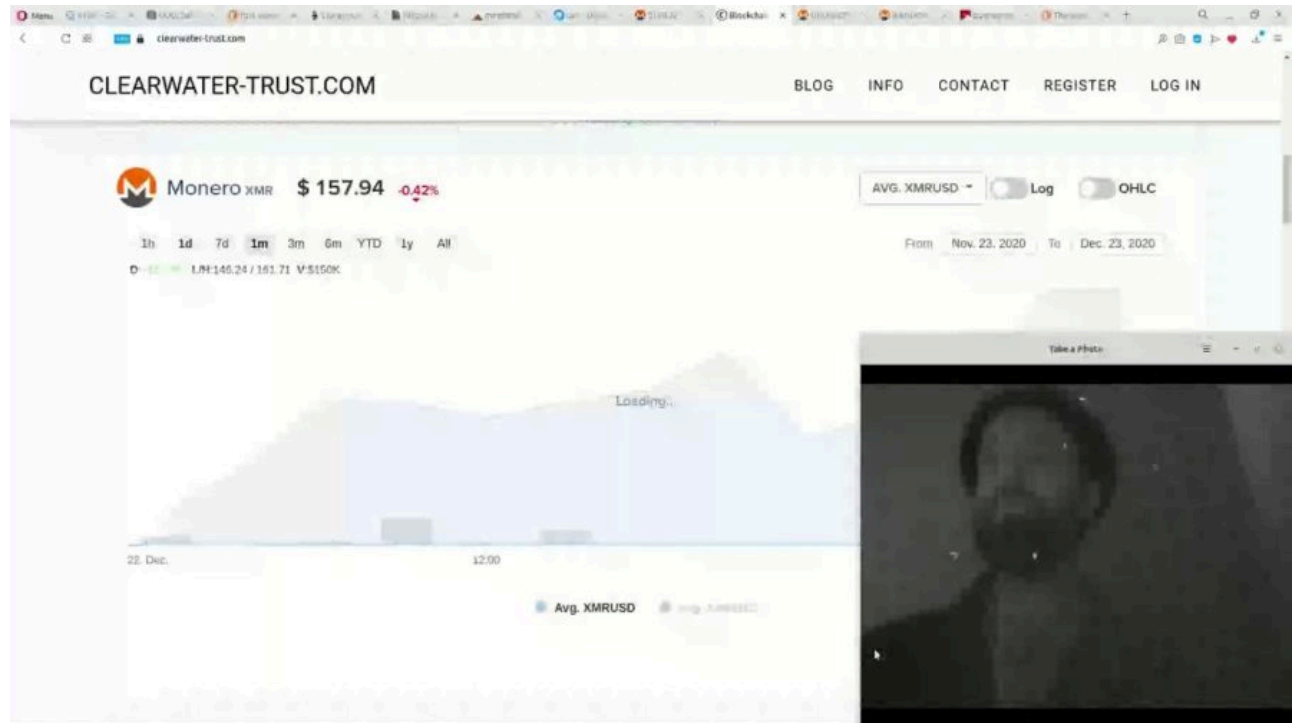 Menu
clearwater-trust.com
CLEARWATER-TRUST.COM
BLOG INFO CONTACT REGISTER LOG IN
Monero XMR $ 157.94 -0.42%
AVG. XMRUSD Log OHLC
1h 1d 7d 1m 3m 6m YTD 1y All
From Nov. 23, 2020 To Dec. 23, 2020
L/H:146.24 / 161.71 V:$150K
Take a Photo
Loading...
22. Dec. 12:00
Avg. XMRUSD